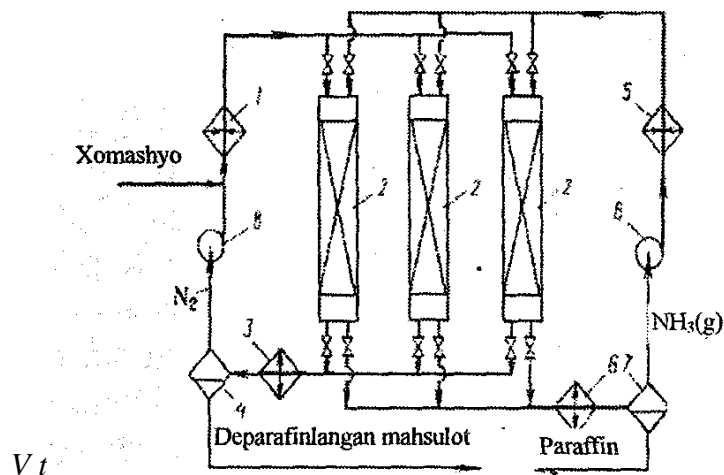 1
5
Xomashyo
2
2
2
8
6
N₂
NH₃(g)
3
6 7
4
Deparafinlangan mahsulot
Paraffin
V t